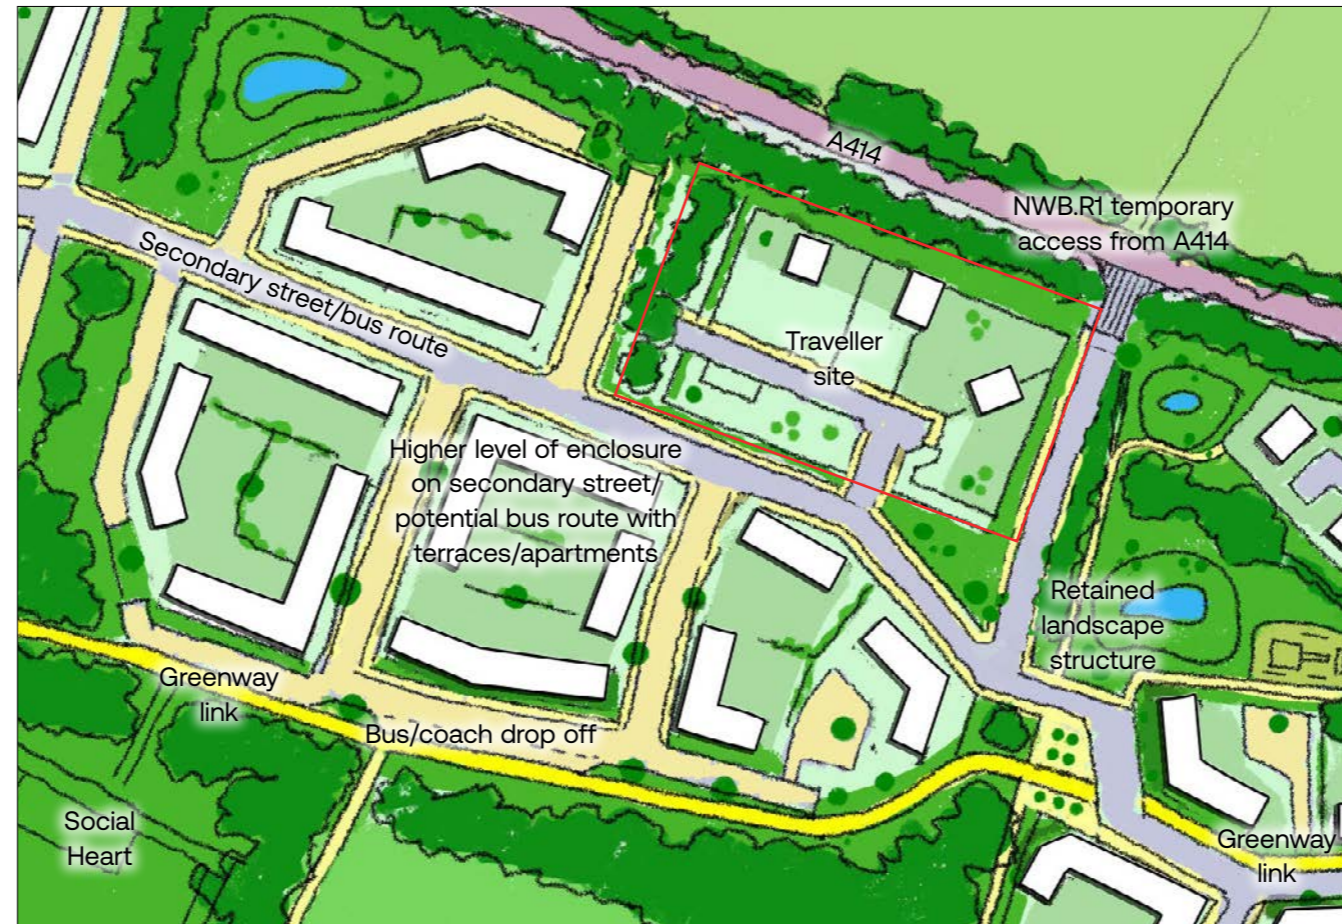 A414
NWB.R1 temporary
access from A414
Secondary street/bus route
Traveller
site
Higher level of enclosure
on secondary street/
potential bus route with
terraces/apartments
Retained
landscape
structure
Greenway
link
Bus/coach drop off
Social
Heart
Greenway
link